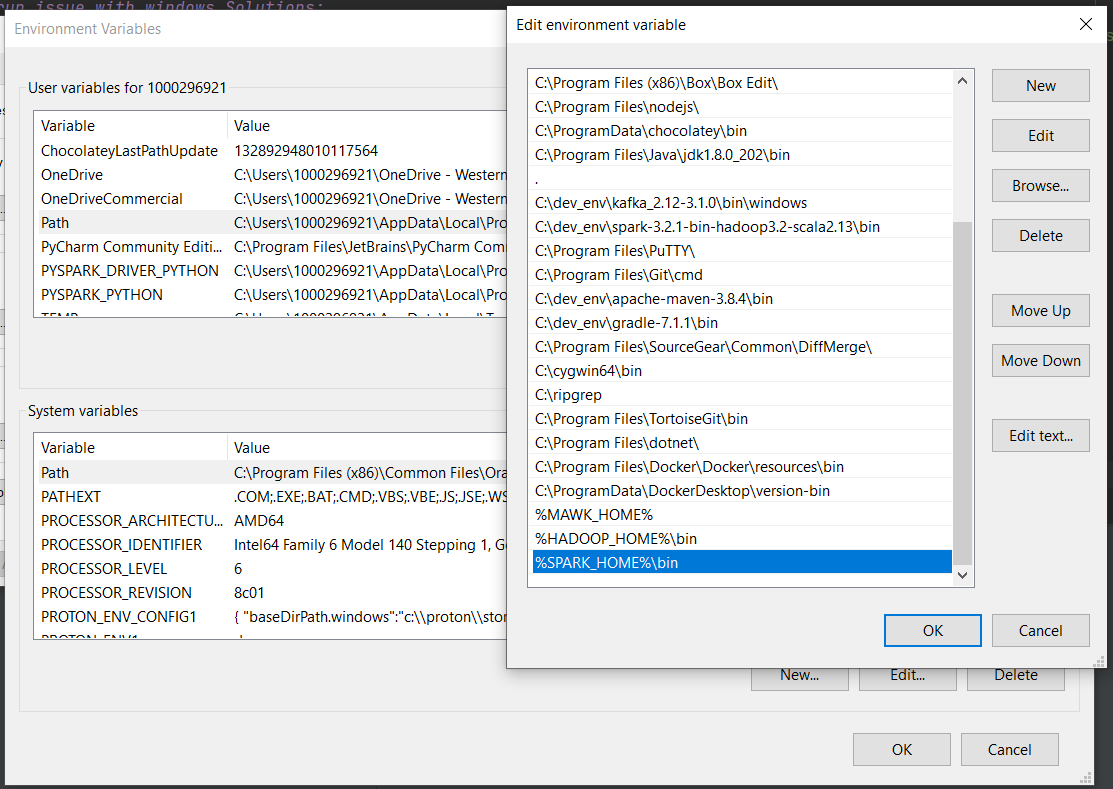 run issue with windows Solutions:
Environment Variables
User variables for 1000296921
Variable Value
ChocolateyLastPathUpdate 132892948010117564
OneDrive C:\Users\1000296921\OneDrive - Western
OneDriveCommercial C:\Users\1000296921\OneDrive - Western
Path C:\Users\1000296921\AppData\Local\Pro
PyCharm Community Editi... C:\Program Files\JetBrains\PyCharm Com
PYSPARK_DRIVER_PYTHON C:\Users\1000296921\AppData\Local\Pro
PYSPARK_PYTHON C:\Users\1000296921\AppData\Local\Pro
System variables
Variable Value
Path C:\Program Files (x86)\Common Files\Ora
PATHEXT .COM;.EXE;.BAT;.CMD;.VBS;.VBE;.JS;.JSE;.WS
PROCESSOR_ARCHITECTU... AMD64
PROCESSOR_IDENTIFIER Intel64 Family 6 Model 140 Stepping 1, Ge
PROCESSOR_LEVEL 6
PROCESSOR_REVISION 8c01
PROTON_ENV_CONFIG1 { "baseDirPath.windows":"c:\\proton\\stor
New... Edit... Delete
OK Cancel
Edit environment variable
C:\Program Files (x86)\Box\Box Edit\
C:\Program Files\nodejs\
C:\ProgramData\chocolatey\bin
C:\Program Files\Java\jdk1.8.0_202\bin
.
C:\dev_env\kafka_2.12-3.1.0\bin\windows
C:\dev_env\spark-3.2.1-bin-hadoop3.2-scala2.13\bin
C:\Program Files\PuTTY\
C:\Program Files\Git\cmd
C:\dev_env\apache-maven-3.8.4\bin
C:\dev_env\gradle-7.1.1\bin
C:\Program Files\SourceGear\Common\DiffMerge\
C:\cygwin64\bin
C:\ripgrep
C:\Program Files\TortoiseGit\bin
C:\Program Files\dotnet\
C:\Program Files\Docker\Docker\resources\bin
C:\ProgramData\DockerDesktop\version-bin
%MAWK_HOME%
%HADOOP_HOME%\bin
%SPARK_HOME%\bin
New
Edit
Browse...
Delete
Move Up
Move Down
Edit text...
OK Cancel